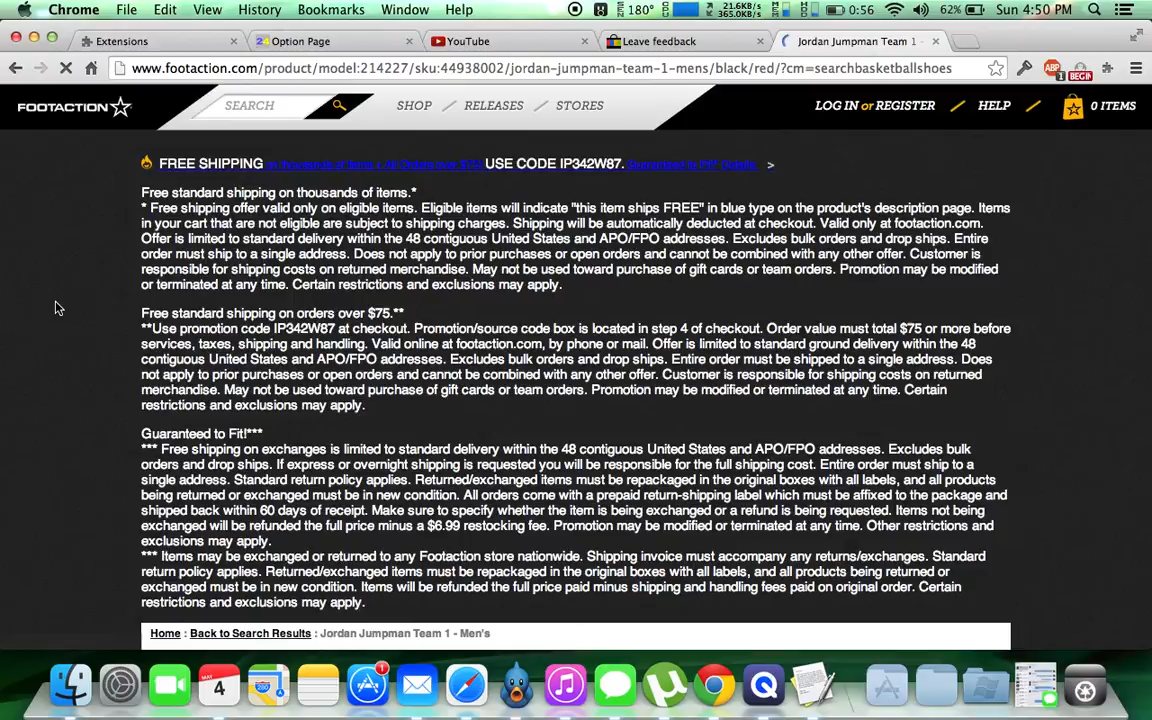 Chrome File Edit View History Bookmarks Window Help 180° 21.6KB/s 365.0KB/s 0:56 62% Sun 4:50 PM
Extensions Option Page YouTube Leave feedback Jordan Jumpman Team 1 -
www.footaction.com/product/model:214227/sku:44938002/jordan-jumpman-team-1-mens/black/red/?cm=searchbasketballshoes ABP 1 BEGIN
FOOTACTION SEARCH SHOP RELEASES STORES LOG IN or REGISTER HELP 0 ITEMS
FREE SHIPPING on thousands of items & All Orders over $75! USE CODE IP342W87. Guaranteed to Fit!* Details >
Free standard shipping on thousands of items.*
* Free shipping offer valid only on eligible items. Eligible items will indicate "this item ships FREE" in blue type on the product's description page. Items
in your cart that are not eligible are subject to shipping charges. Shipping will be automatically deducted at checkout. Valid only at footaction.com.
Offer is limited to standard delivery within the 48 contiguous United States and APO/FPO addresses. Excludes bulk orders and drop ships. Entire
order must ship to a single address. Does not apply to prior purchases or open orders and cannot be combined with any other offer. Customer is
responsible for shipping costs on returned merchandise. May not be used toward purchase of gift cards or team orders. Promotion may be modified
or terminated at any time. Certain restrictions and exclusions may apply.
Free standard shipping on orders over $75.**
**Use promotion code IP342W87 at checkout. Promotion/source code box is located in step 4 of checkout. Order value must total $75 or more before
services, taxes, shipping and handling. Valid online at footaction.com, by phone or mail. Offer is limited to standard ground delivery within the 48
contiguous United States and APO/FPO addresses. Excludes bulk orders and drop ships. Entire order must be shipped to a single address. Does
not apply to prior purchases or open orders and cannot be combined with any other offer. Customer is responsible for shipping costs on returned
merchandise. May not be used toward purchase of gift cards or team orders. Promotion may be modified or terminated at any time. Certain
restrictions and exclusions may apply.
Guaranteed to Fit!***
*** Free shipping on exchanges is limited to standard delivery within the 48 contiguous United States and APO/FPO addresses. Excludes bulk
orders and drop ships. If express or overnight shipping is requested you will be responsible for the full shipping cost. Entire order must ship to a
single address. Standard return policy applies. Returned/exchanged items must be repackaged in the original boxes with all labels, and all products
being returned or exchanged must be in new condition. All orders come with a prepaid return-shipping label which must be affixed to the package and
shipped back within 60 days of receipt. Make sure to specify whether the item is being exchanged or a refund is being requested. Items not being
exchanged will be refunded the full price minus a $6.99 restocking fee. Promotion may be modified or terminated at any time. Other restrictions and
exclusions may apply.
*** Items may be exchanged or returned to any Footaction store nationwide. Shipping invoice must accompany any returns/exchanges. Standard
return policy applies. Returned/exchanged items must be repackaged in the original boxes with all labels, and all products being returned or
exchanged must be in new condition. Items will be refunded the full price paid minus shipping and handling fees paid on original order. Certain
restrictions and exclusions may apply.
Home : Back to Search Results : Jordan Jumpman Team 1 - Men's
1
4